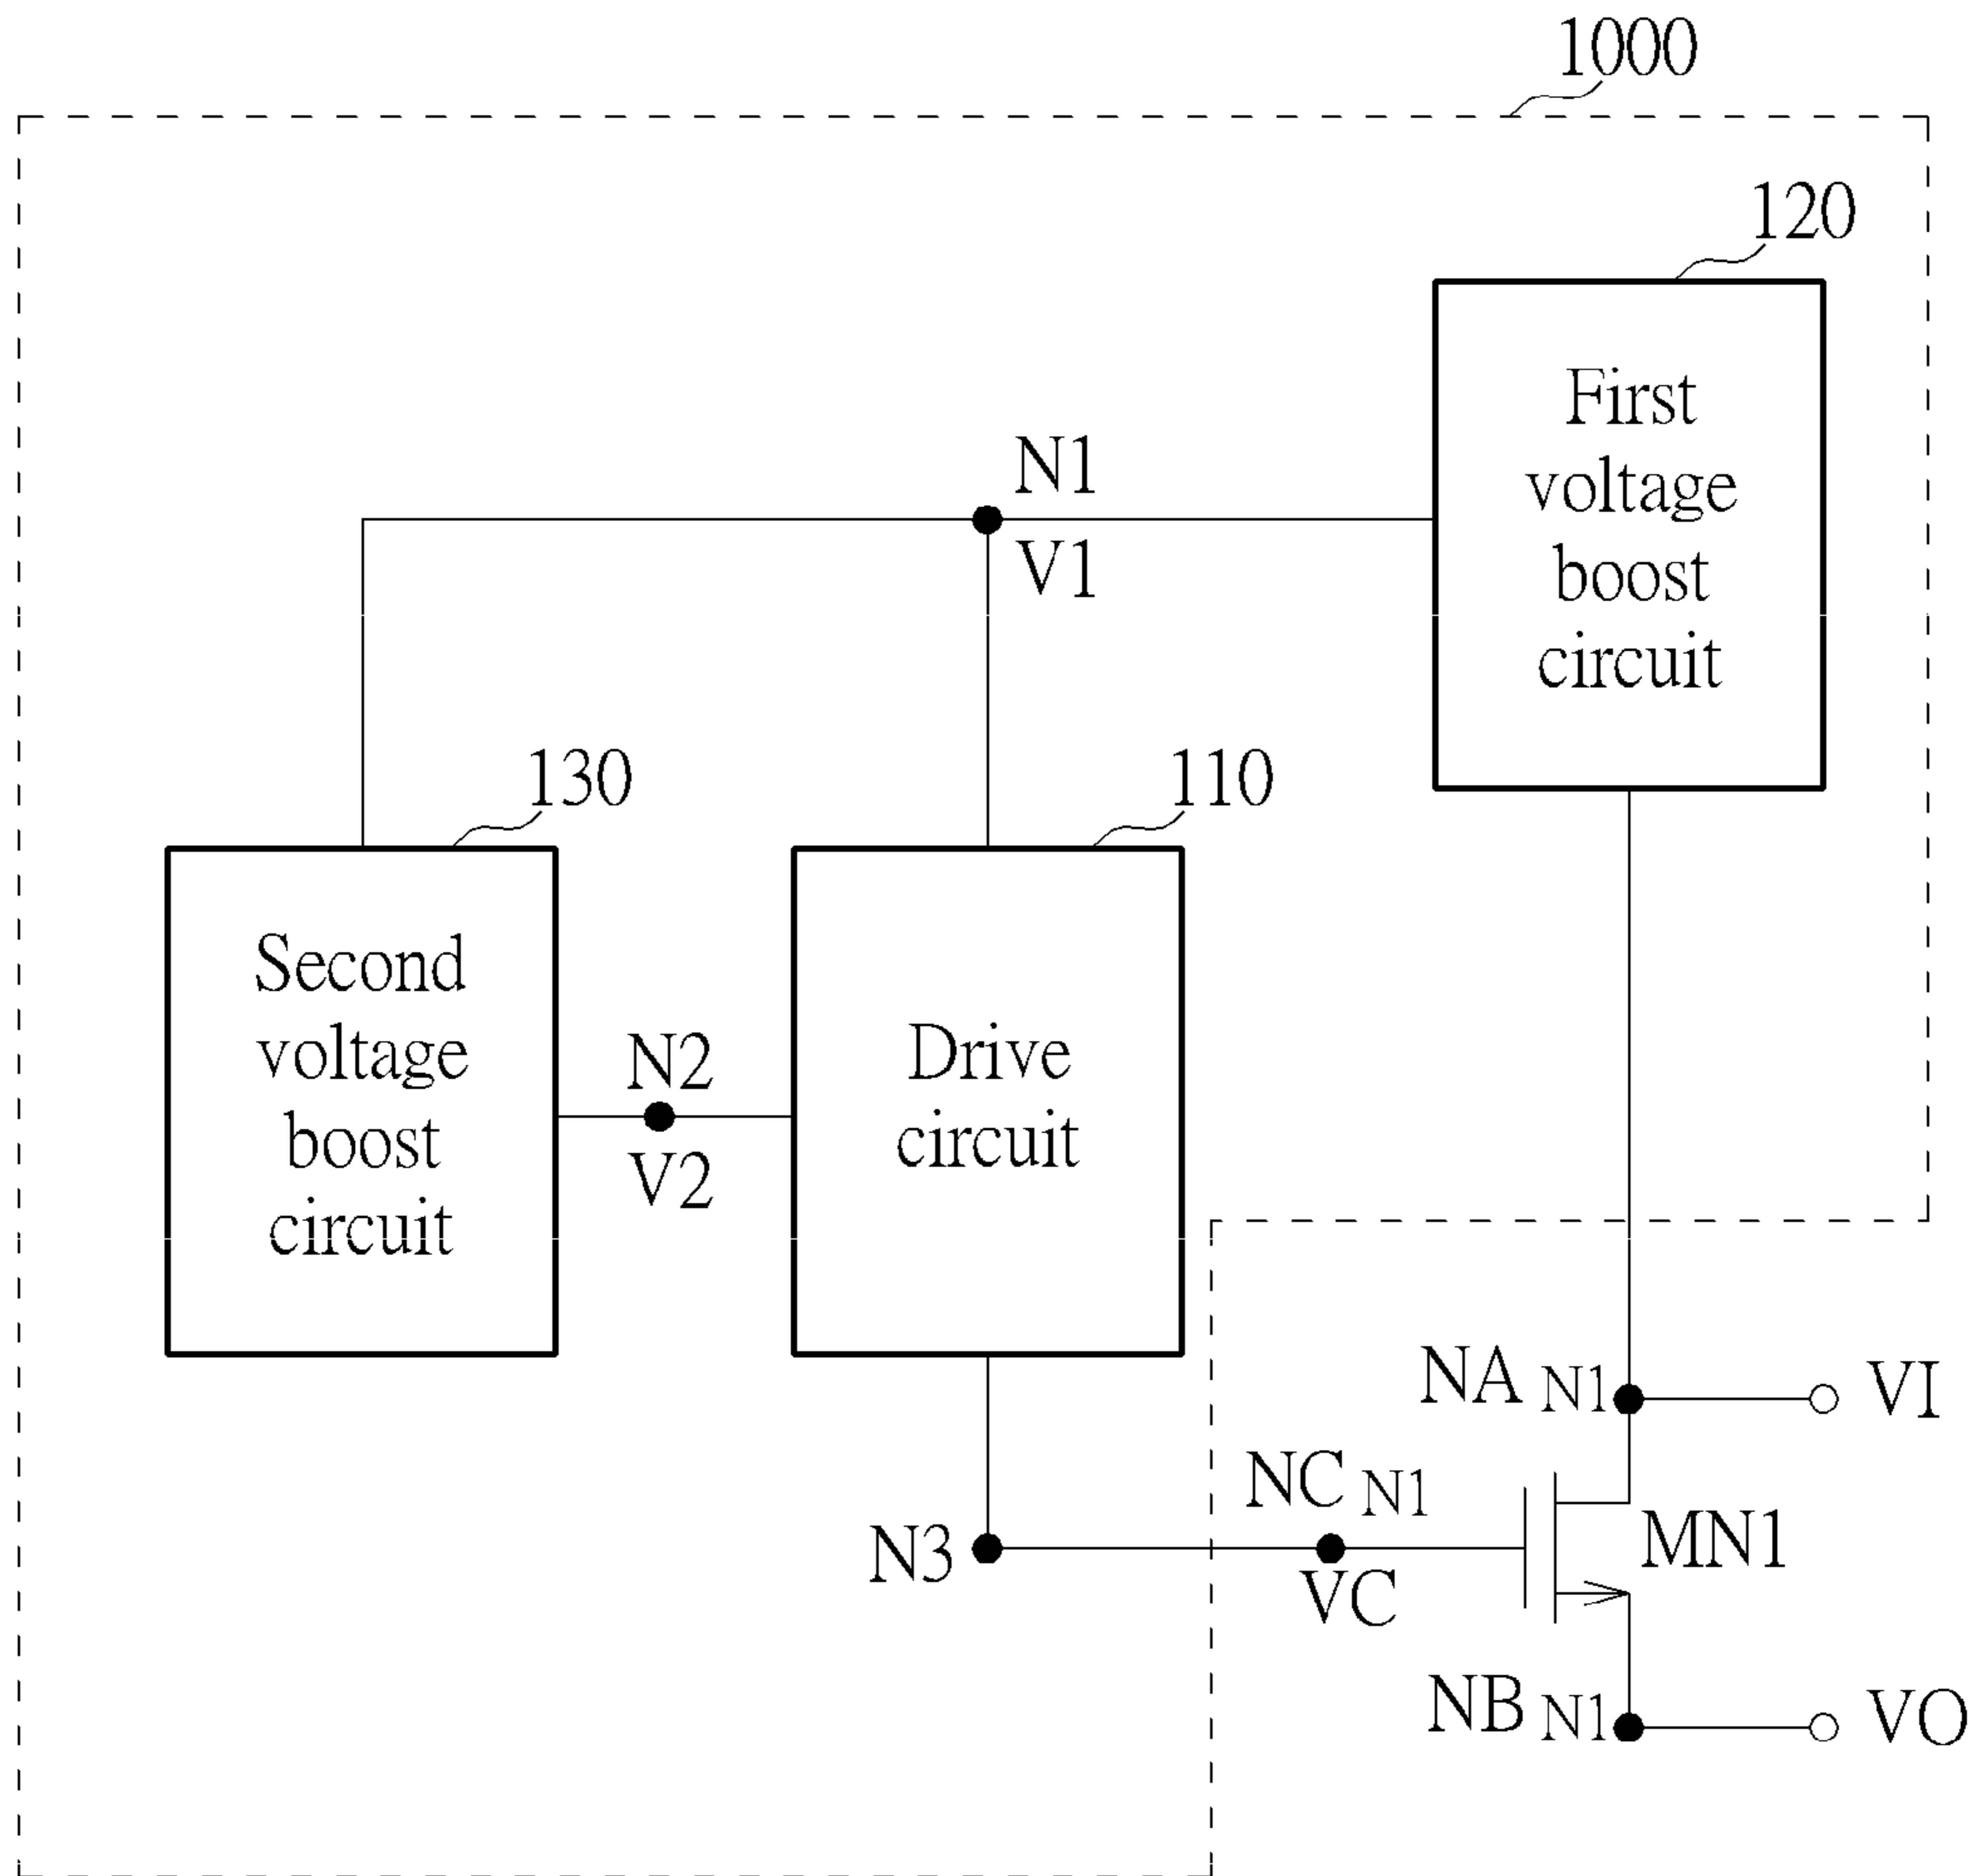 1000
120
First
voltage
boost
circuit
N1
V1
130
110
Second
voltage
boost
circuit
N2
V2
Drive
circuit
NA N1
VI
NC N1
VC
N3
MN1
NB N1
VO